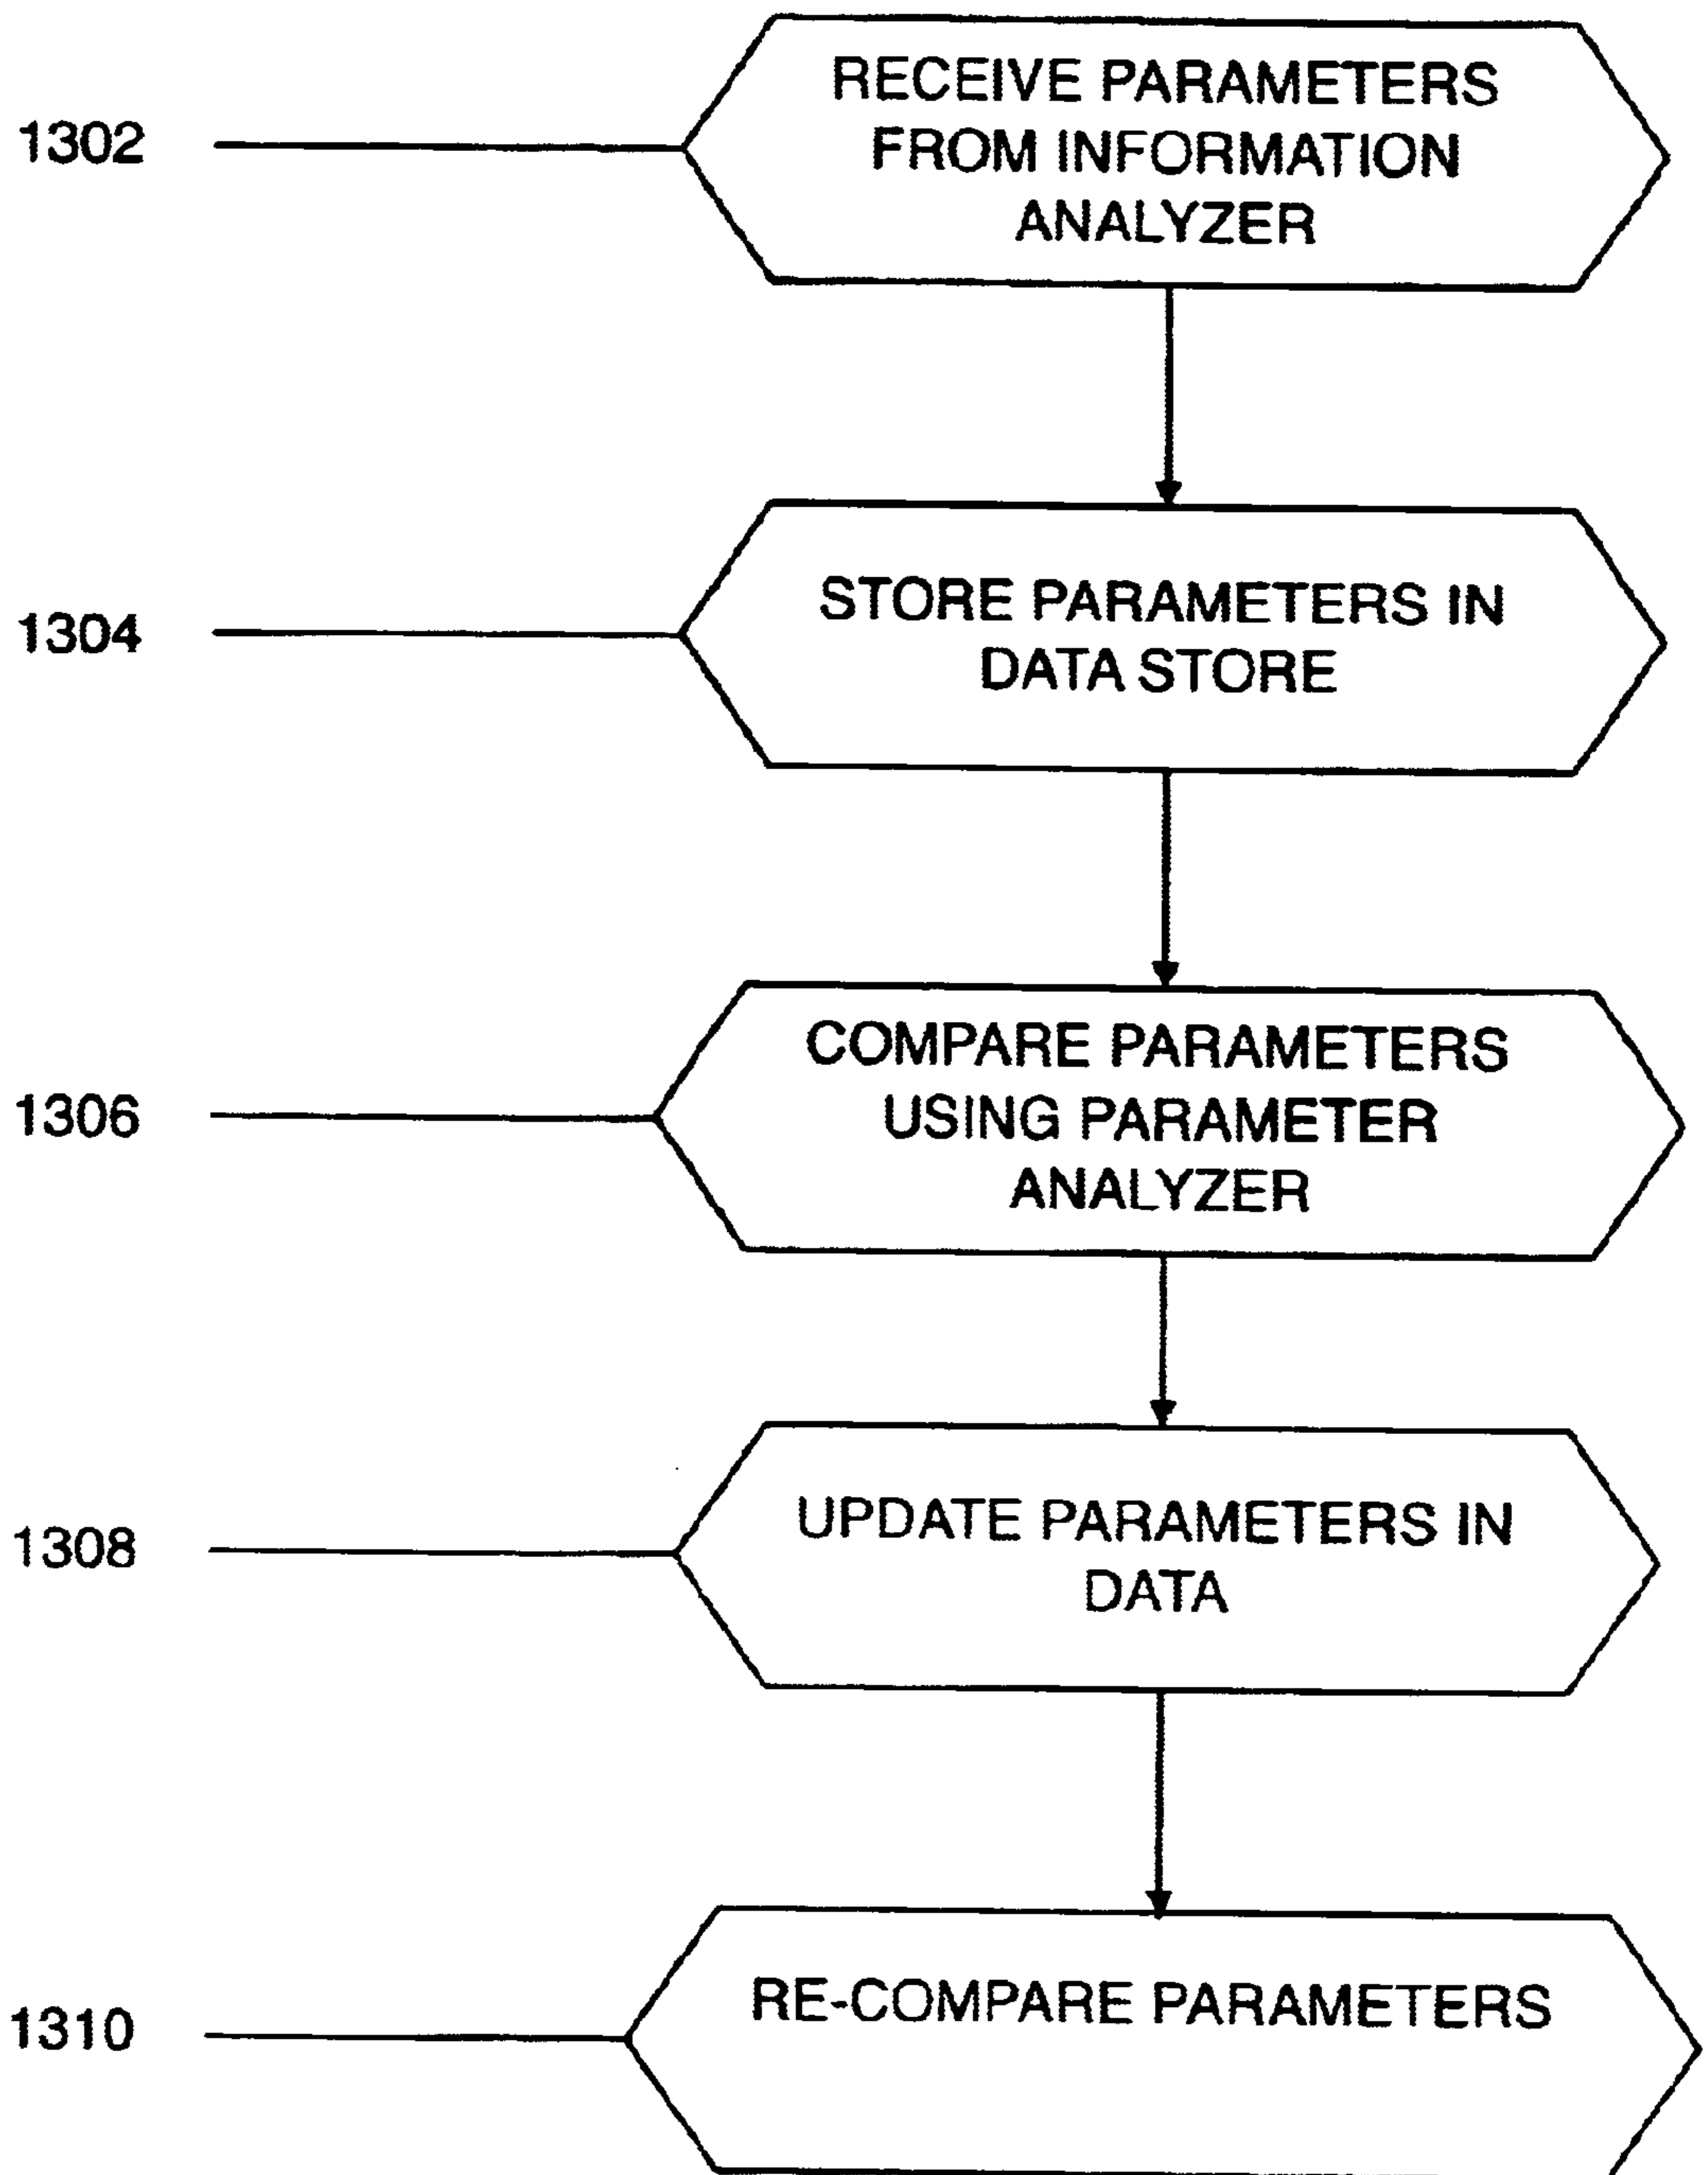 1302
RECEIVE PARAMETERS
FROM INFORMATION
ANALYZER
1304
STORE PARAMETERS IN
DATA STORE
1306
COMPARE PARAMETERS
USING PARAMETER
ANALYZER
1308
UPDATE PARAMETERS IN
DATA
1310
RE-COMPARE PARAMETERS